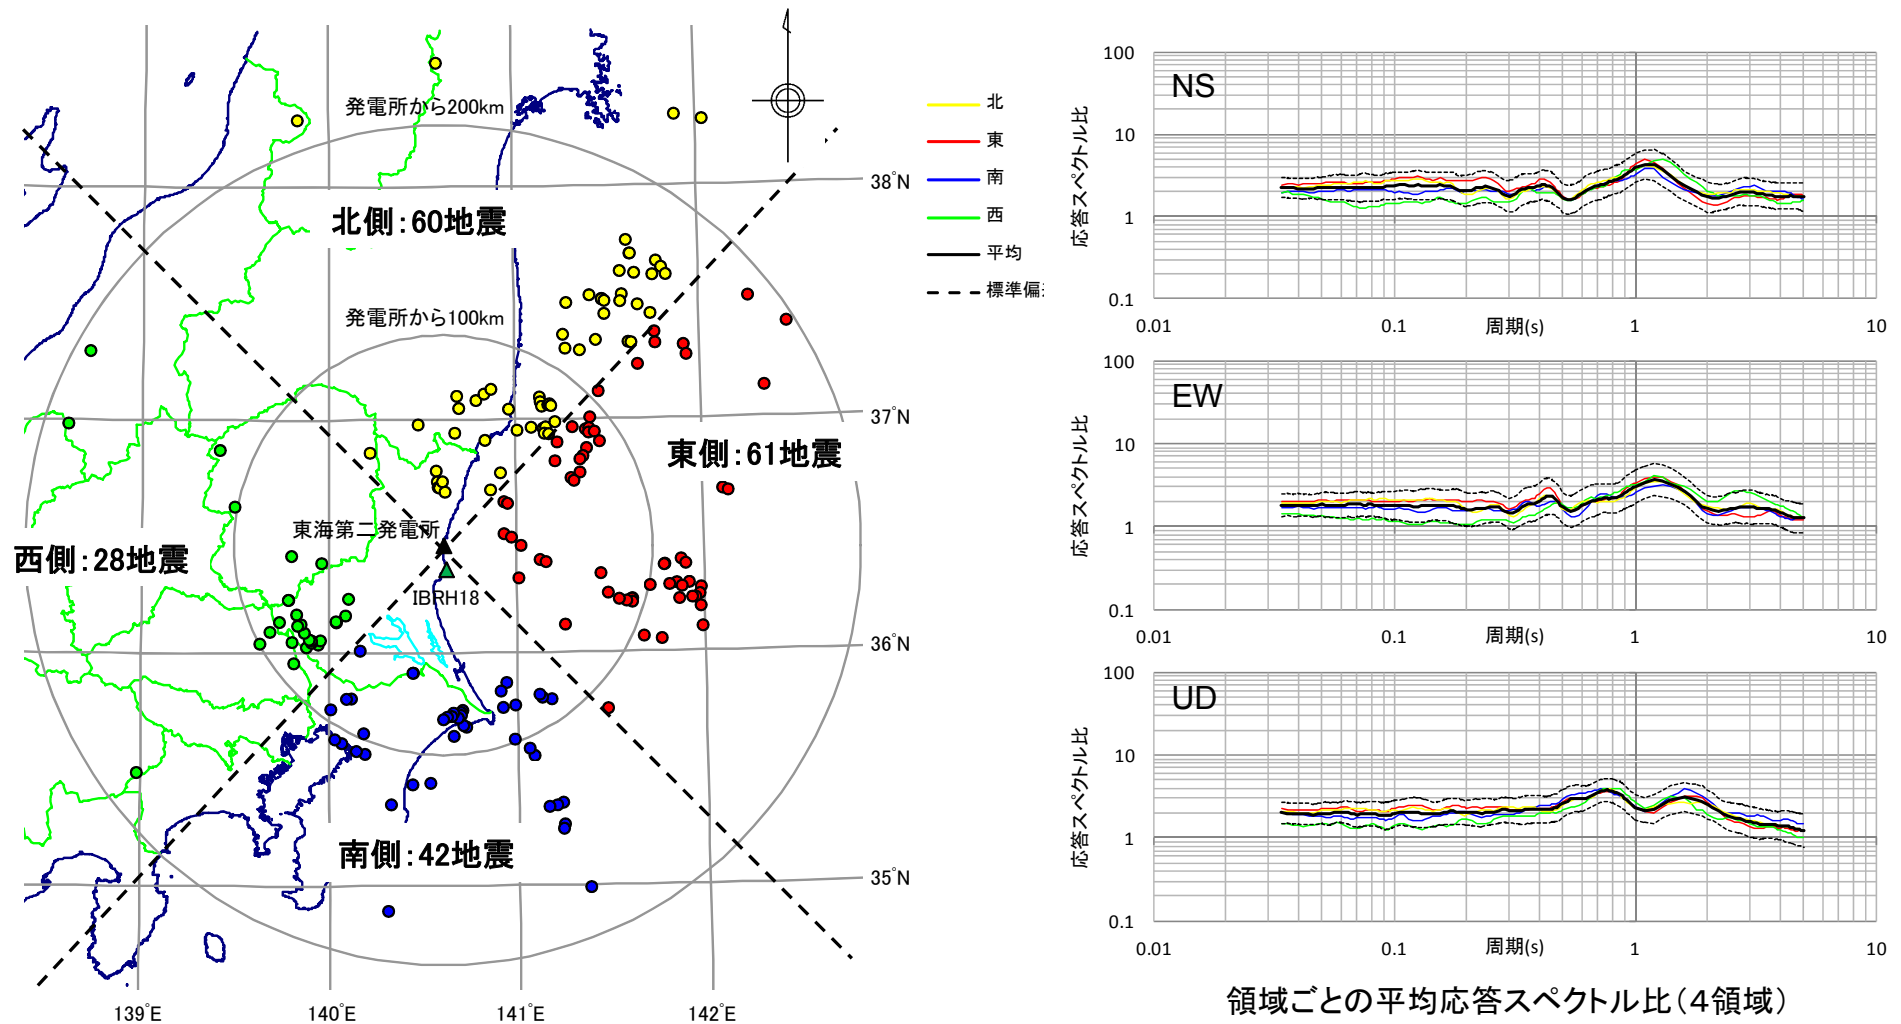 発電所から200km
38°N
北側：60地震
発電所から100km
37°N
東側：61地震
東海第二発電所
西側：28地震
IBRH18
36°N
南側：42地震
35°N
139°E
140°E
141°E
142°E
北
東
南
西
平均
標準偏
NS
応答スペクトル比
100
10
1
0.1
0.01
0.1
周期(s)
1
10
EW
応答スペクトル比
100
10
1
0.1
0.01
0.1
周期(s)
1
10
UD
応答スペクトル比
100
10
1
0.1
0.01
0.1
周期(s)
1
10
領域ごとの平均応答スペクトル比（４領域）